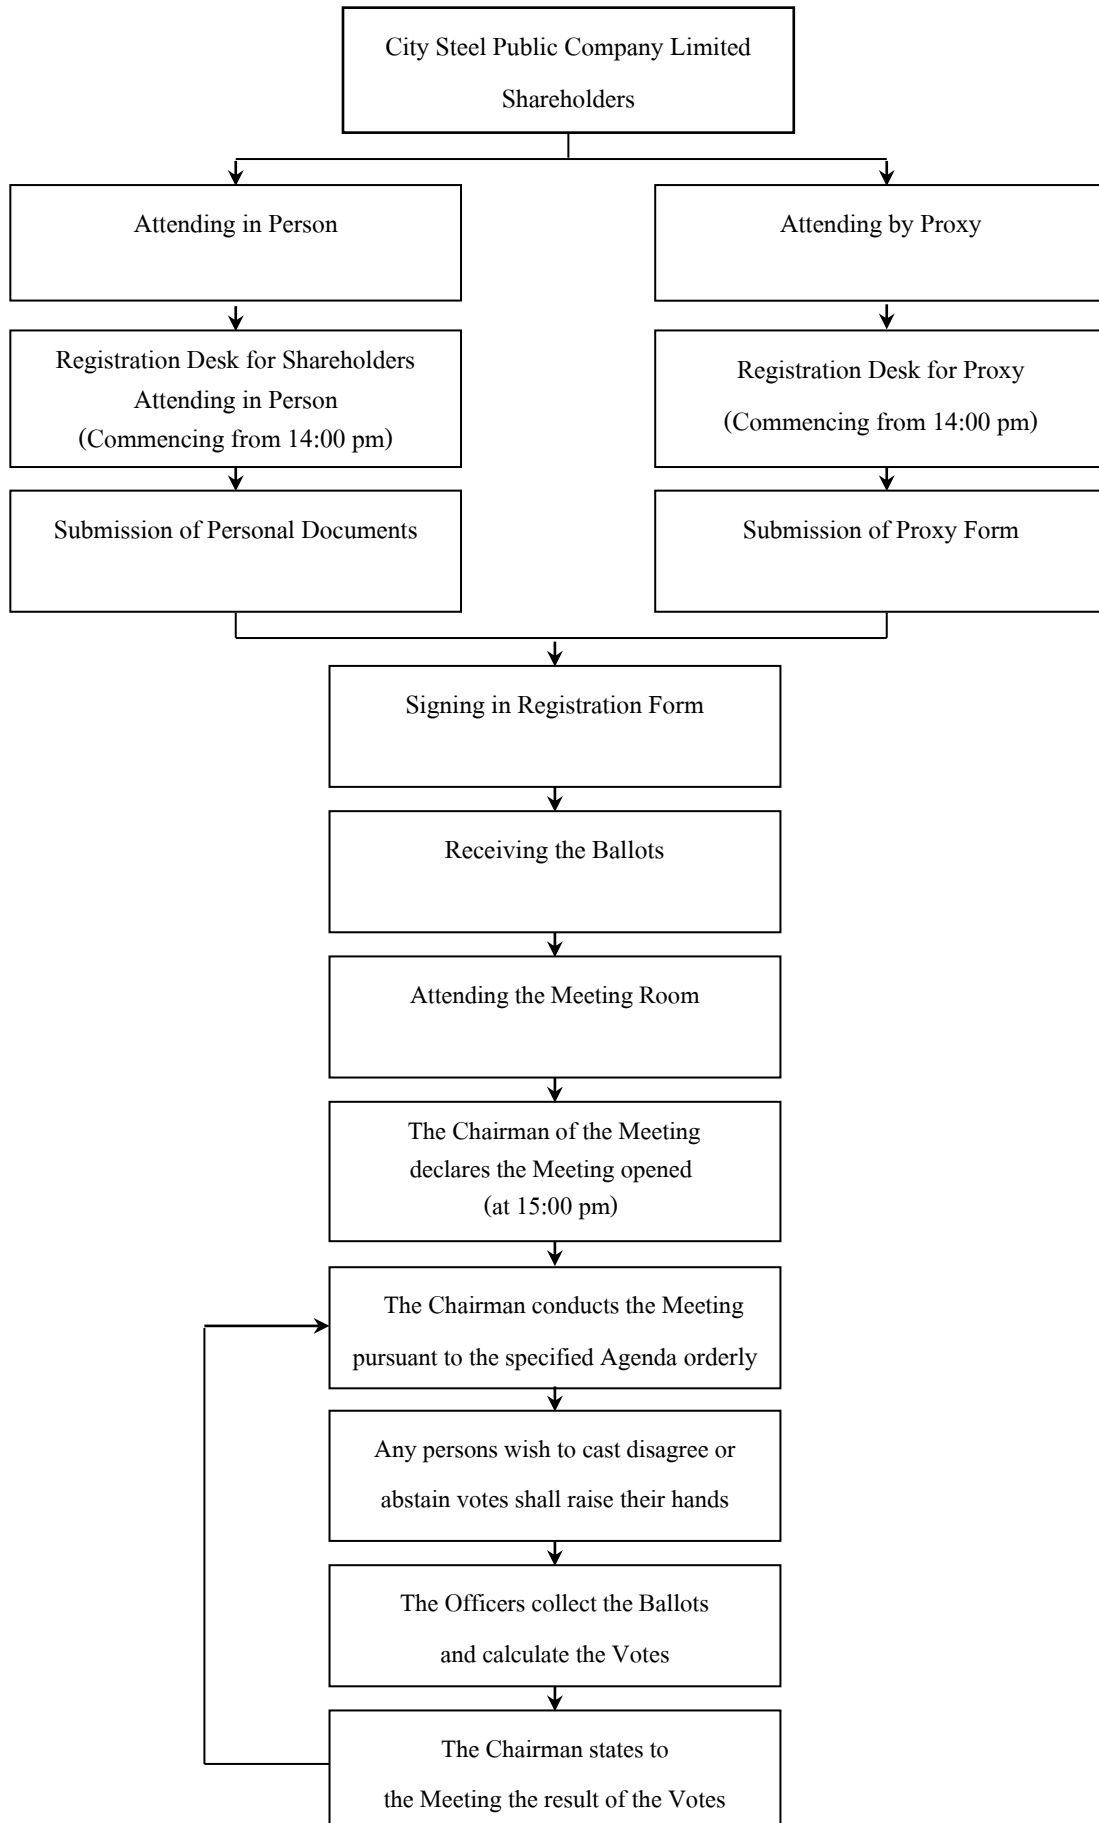 City Steel Public Company Limited
Shareholders
Attending in Person
Attending by Proxy
Registration Desk for Shareholders
Attending in Person
(Commencing from 14:00 pm)
Registration Desk for Proxy
(Commencing from 14:00 pm)
Submission of Personal Documents
Submission of Proxy Form
Signing in Registration Form
Receiving the Ballots
Attending the Meeting Room
The Chairman of the Meeting
declares the Meeting opened
(at 15:00 pm)
The Chairman conducts the Meeting
pursuant to the specified Agenda orderly
Any persons wish to cast disagree or
abstain votes shall raise their hands
The Officers collect the Ballots
and calculate the Votes
The Chairman states to
the Meeting the result of the Votes